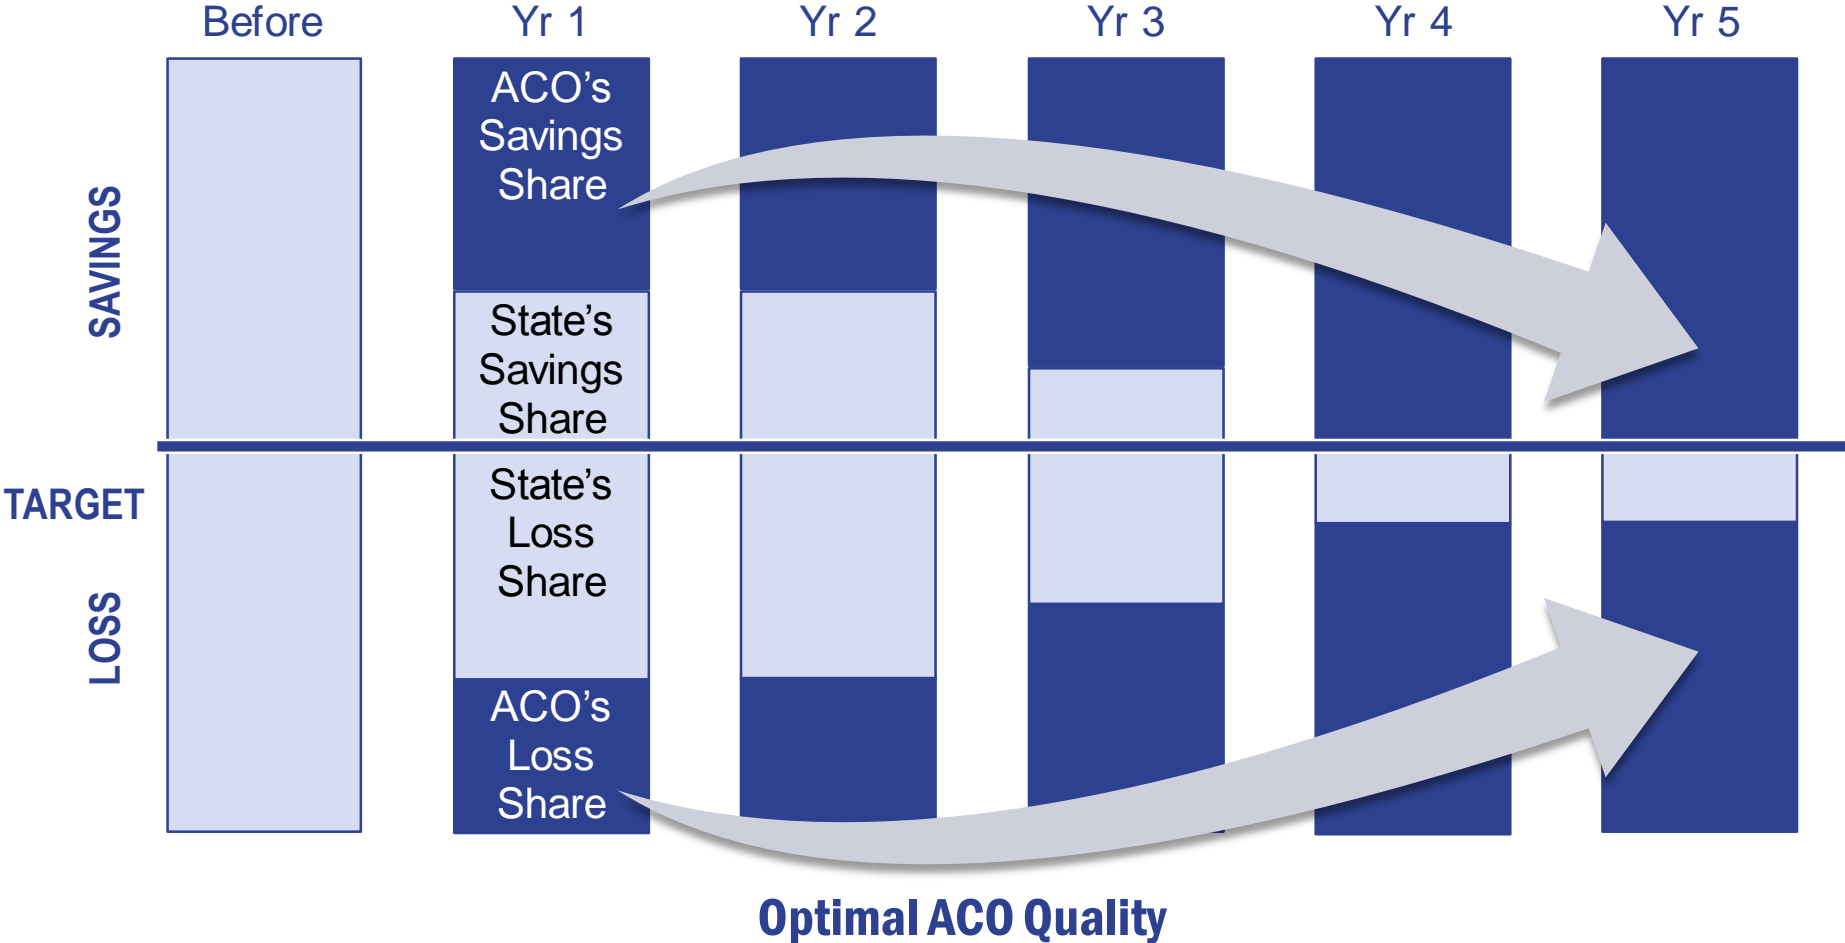 Before
Yr 1
Yr 2
Yr 3
Yr 4
Yr 5
ACO’s
Savings
Share
SAVINGS
State’s
Savings
Share
TARGET
State’s
Loss
Share
LOSS
ACO’s
Loss
Share
Optimal ACO Quality